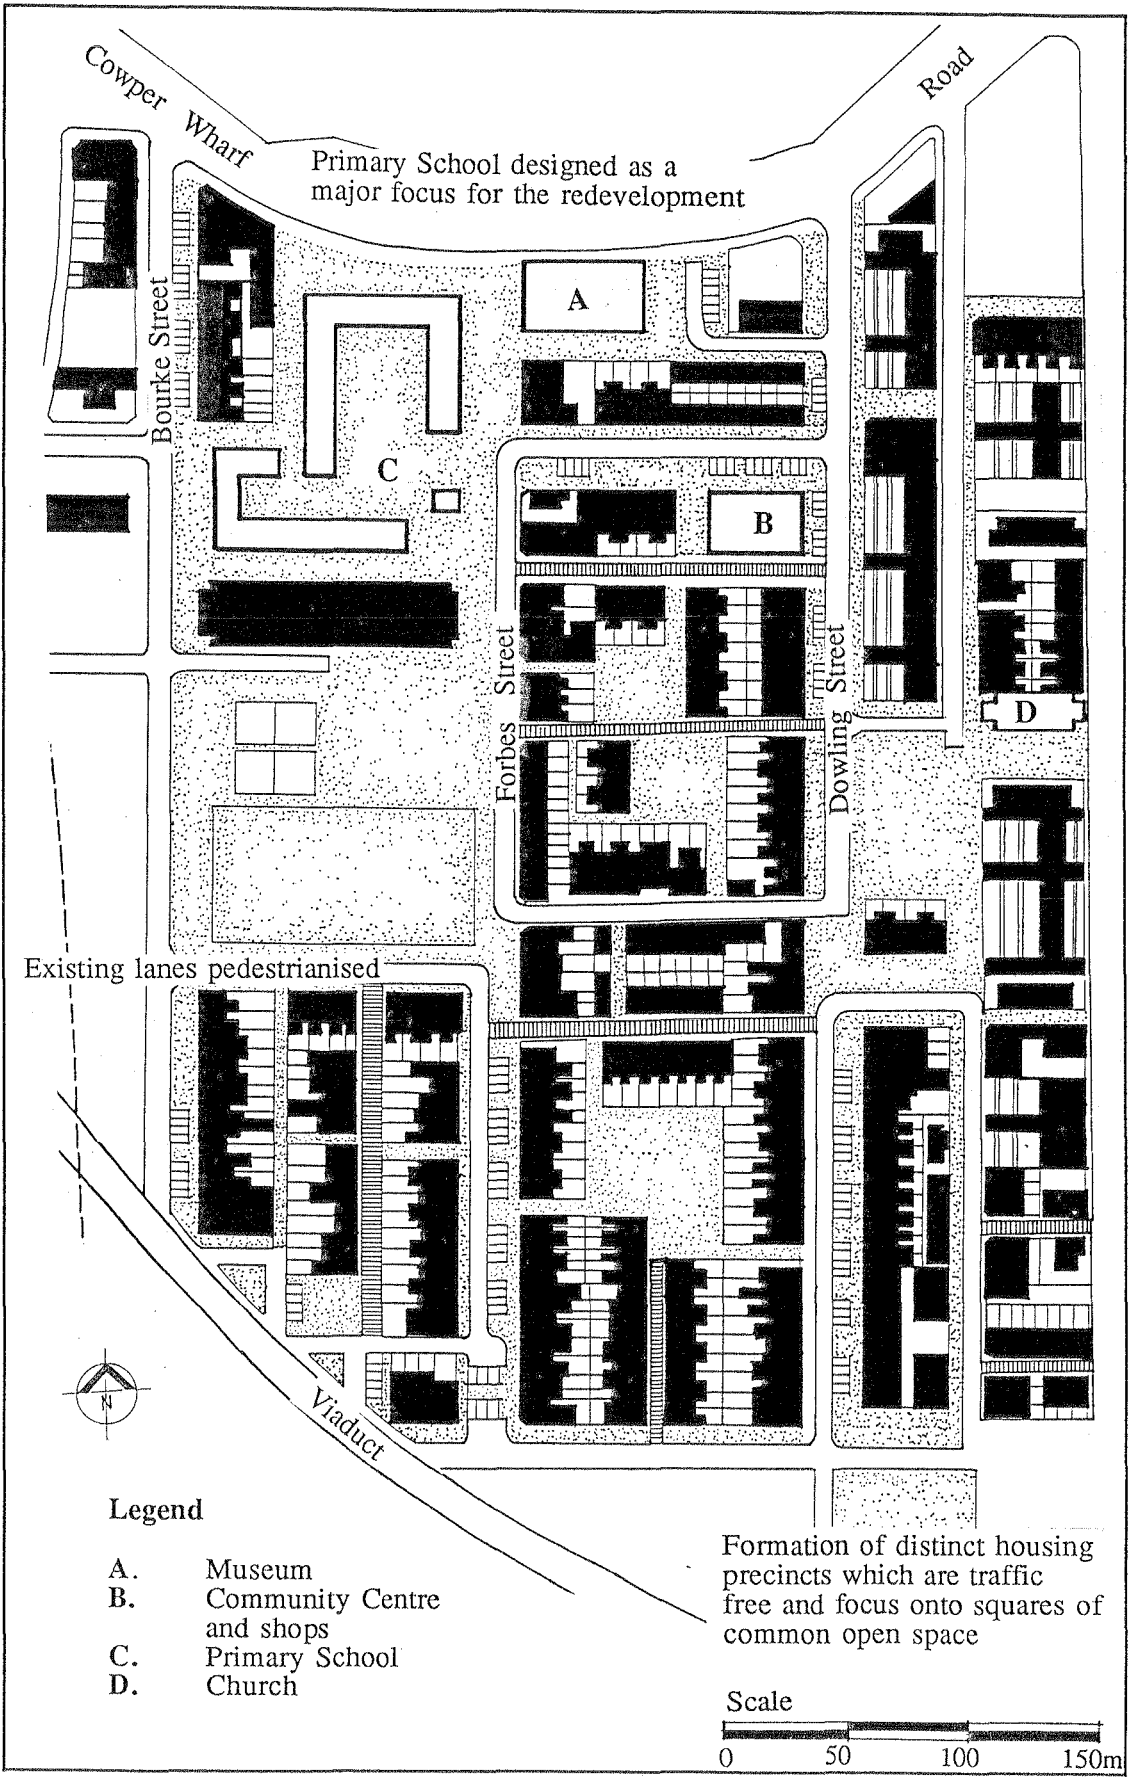 Cowper
Wharf
Road
Primary School designed as a
major focus for the redevelopment
A
Bourke Street
C
B
Forbes Street
Dowling Street
D
Existing lanes pedestrianised
N
Viaduct
Legend
A. Museum
B. Community Centre
and shops
C. Primary School
D. Church
Formation of distinct housing
precincts which are traffic
free and focus onto squares of
common open space
Scale
0 50 100 150m